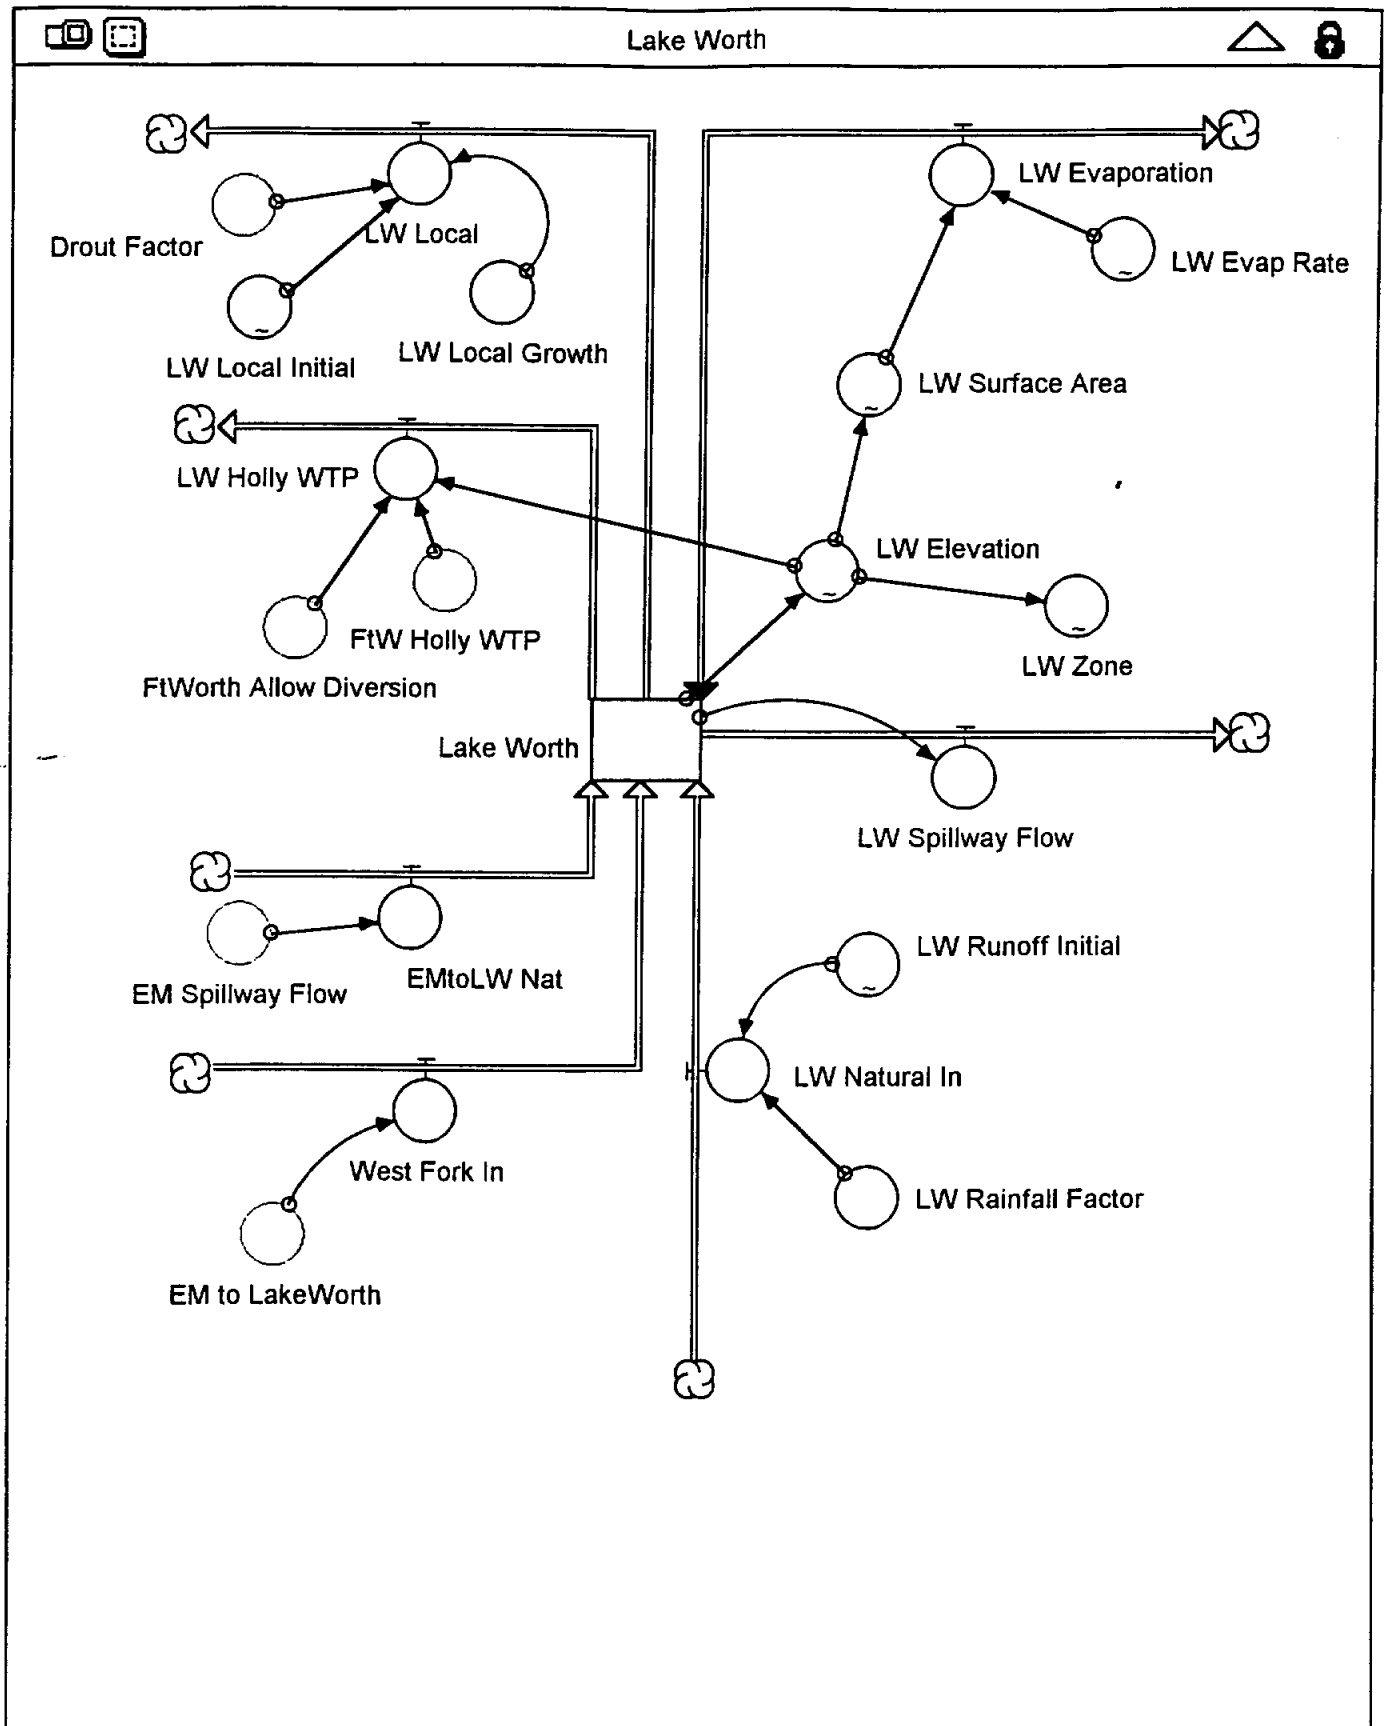 Lake Worth
LW Evaporation
LW Local
Drout Factor
LW Evap Rate
LW Local Growth
LW Local Initial
LW Surface Area
LW Holly WTP
LW Elevation
FtW Holly WTP
LW Zone
FtWorth Allow Diversion
Lake Worth
LW Spillway Flow
LW Runoff Initial
EMtoLW Nat
EM Spillway Flow
LW Natural In
West Fork In
LW Rainfall Factor
EM to LakeWorth